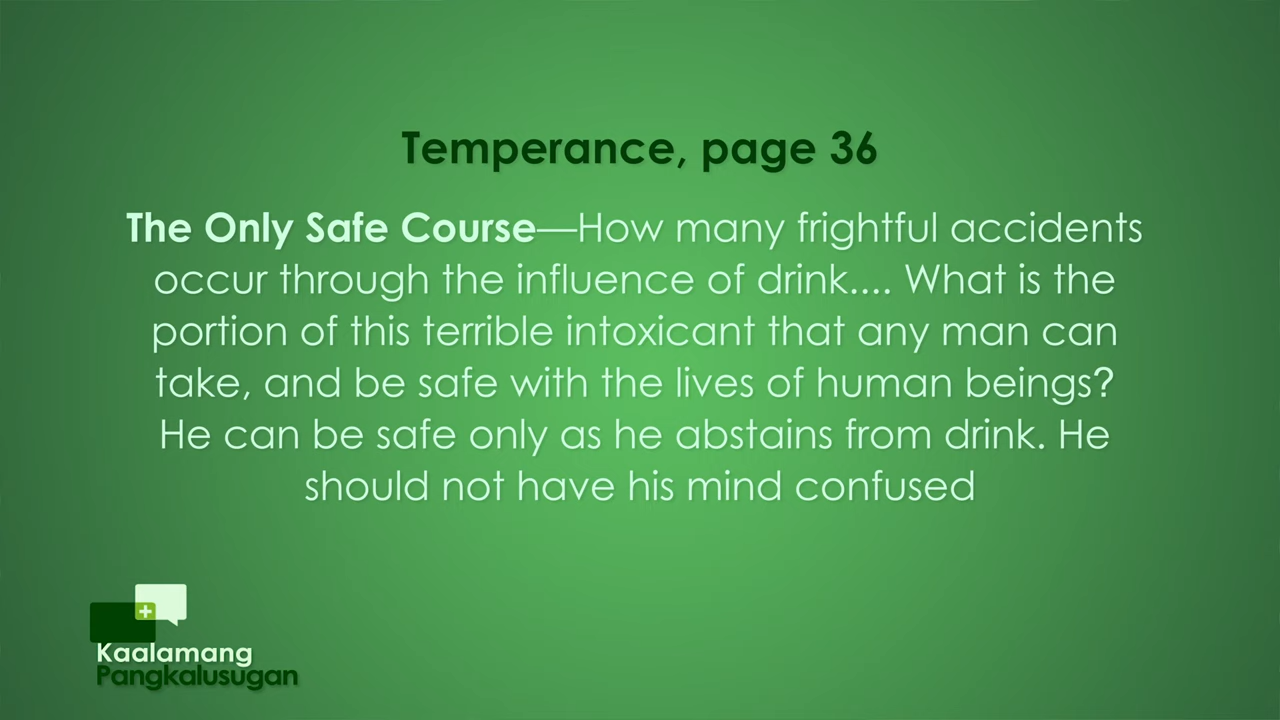 Temperance, page 36
The Only Safe Course—How many frightful accidents
occur through the influence of drink.... What is the
portion of this terrible intoxicant that any man can
take, and be safe with the lives of human beings?
He can be safe only as he abstains from drink. He
should not have his mind confused
Kaalamang
Pangkalusugan